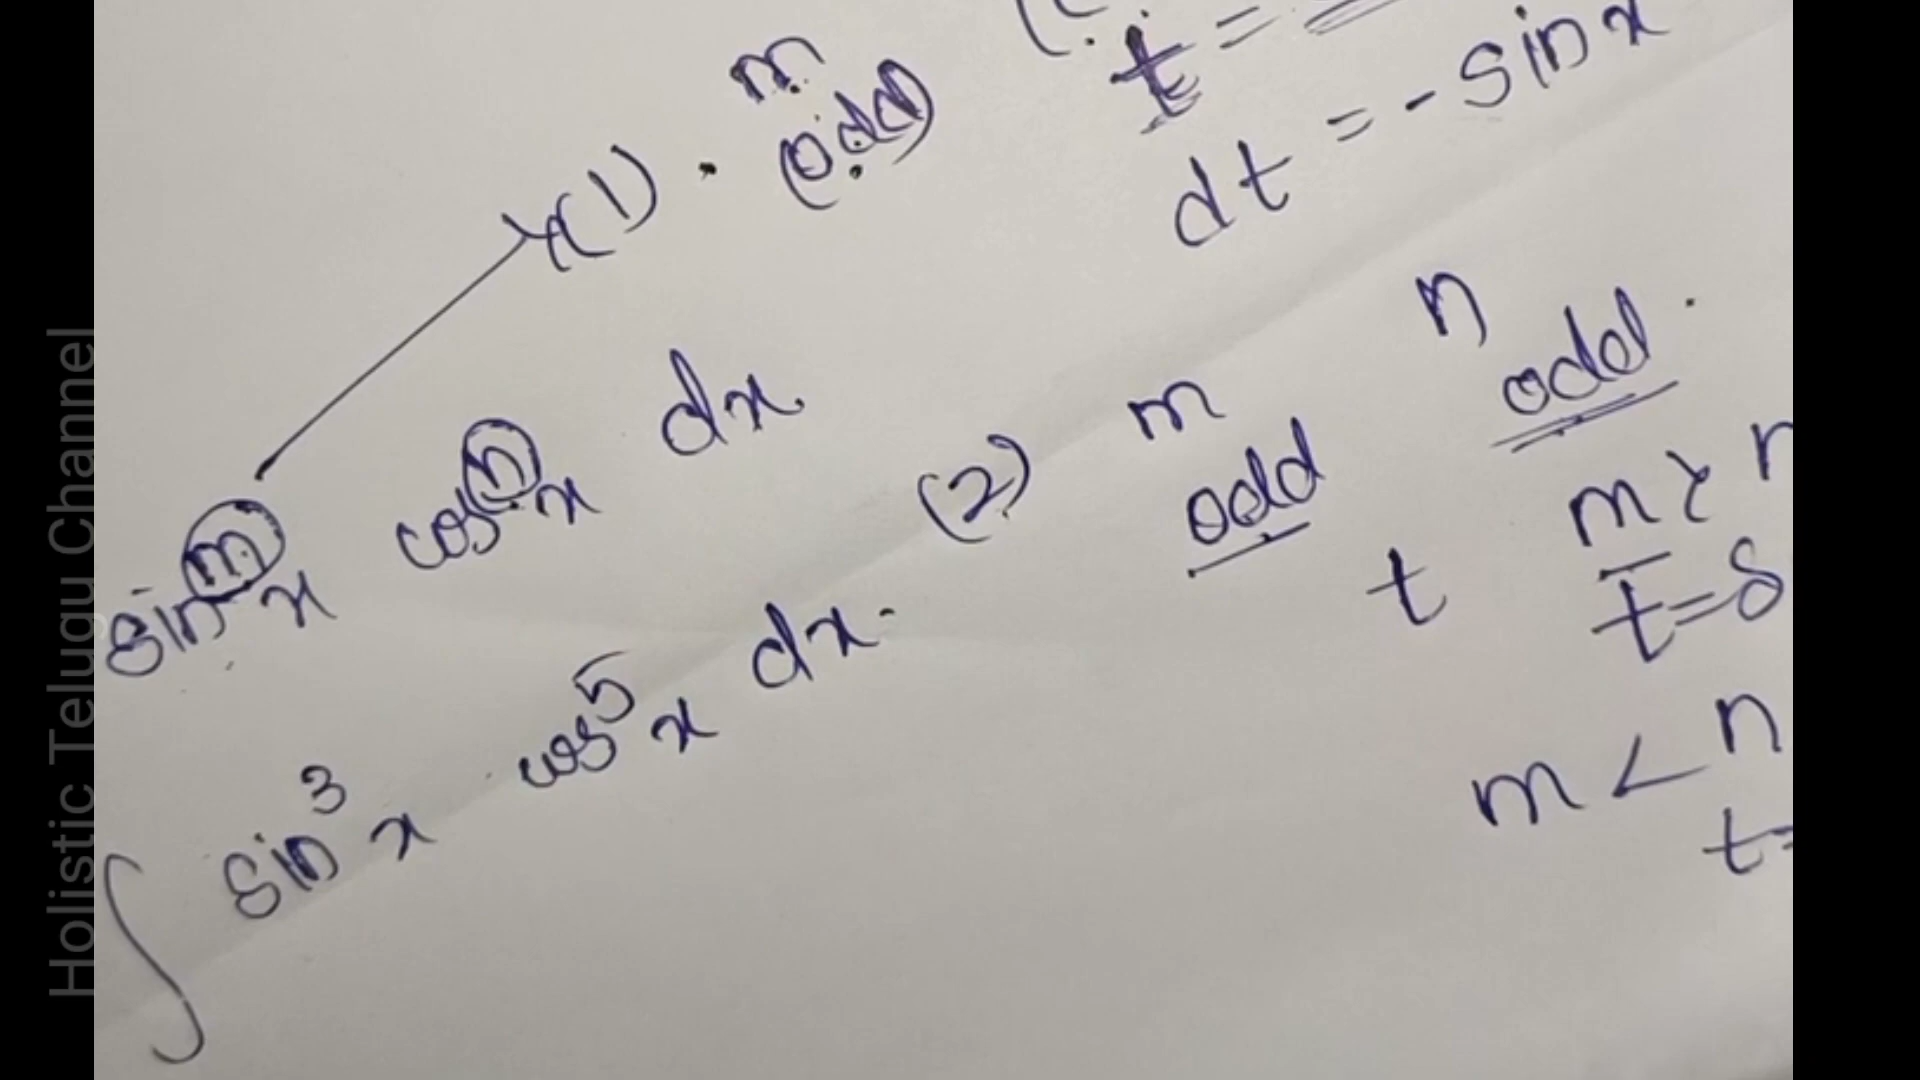 t =
dt = - sin x
(1) . m (odd)
sin^m x cos^n x dx
(2) m odd n odd.
t
m > n
t =
m < n
t =
∫ sin^3 x cos^5 x dx.
Holistic Telugu Channel